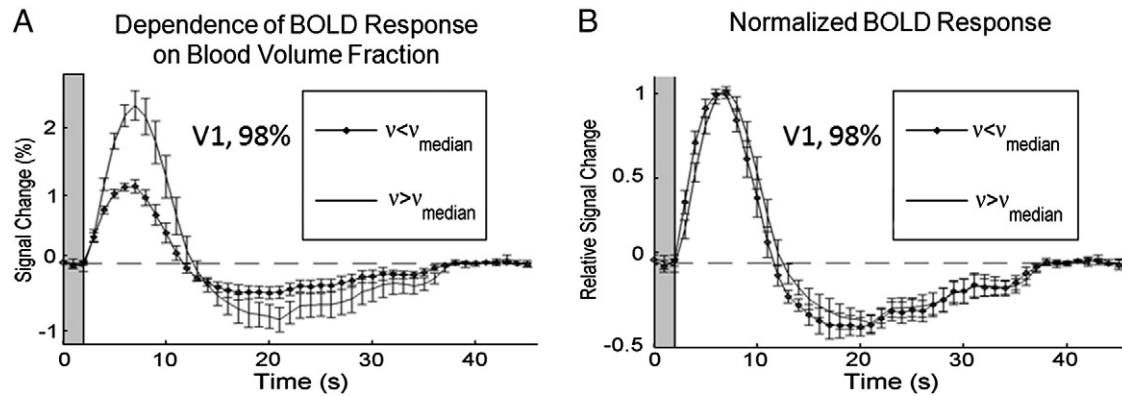 A
Dependence of BOLD Response
on Blood Volume Fraction
Signal Change (%)
2
1
0
-1
V1, 98%
ν<ν median
ν>ν median
0 10 20 30 40
Time (s)
B
Normalized BOLD Response
Relative Signal Change
1
0.5
0
-0.5
V1, 98%
ν<ν median
ν>ν median
0 10 20 30 40
Time (s)